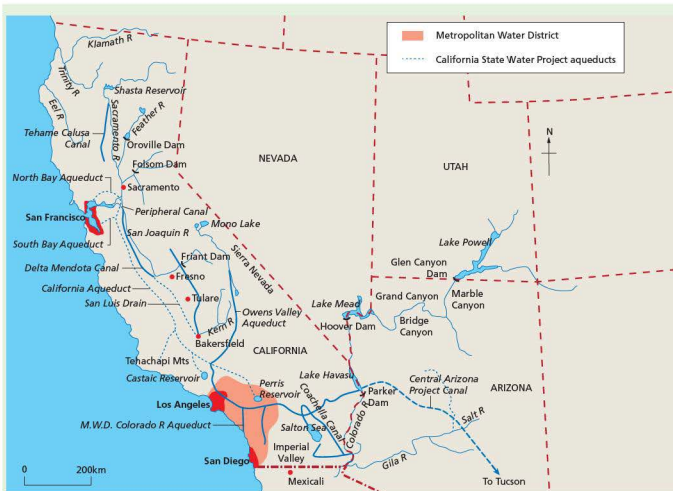 Metropolitan Water District
California State Water Project aqueducts
Klamath R
Trinity R
Eel R
Shasta Reservoir
Sacramento R
Feather R
Tehame Calusa
Canal
Oroville Dam
Folsom Dam
North Bay Aqueduct
Sacramento
Peripheral Canal
San Francisco
San Joaquin R
Mono Lake
South Bay Aqueduct
Sierra Nevada
NEVADA
UTAH
N
Lake Powell
Glen Canyon
Dam
Marble
Canyon
Grand Canyon
Bridge
Canyon
Lake Mead
Hoover Dam
Friant Dam
Delta Mendota Canal
Fresno
California Aqueduct
Tulare
San Luis Drain
Owens Valley
Aqueduct
Kern R
Bakersfield
CALIFORNIA
Tehachapi Mts
Castaic Reservoir
Perris
Reservoir
Lake Havasu
Parker
Dam
Central Arizona
Project Canal
ARIZONA
Los Angeles
Coachella Canal
Colorado R
Salt R
M.W.D. Colorado R Aqueduct
Salton Sea
Imperial
Valley
Gila R
San Diego
Mexicali
To Tucson
0
200km